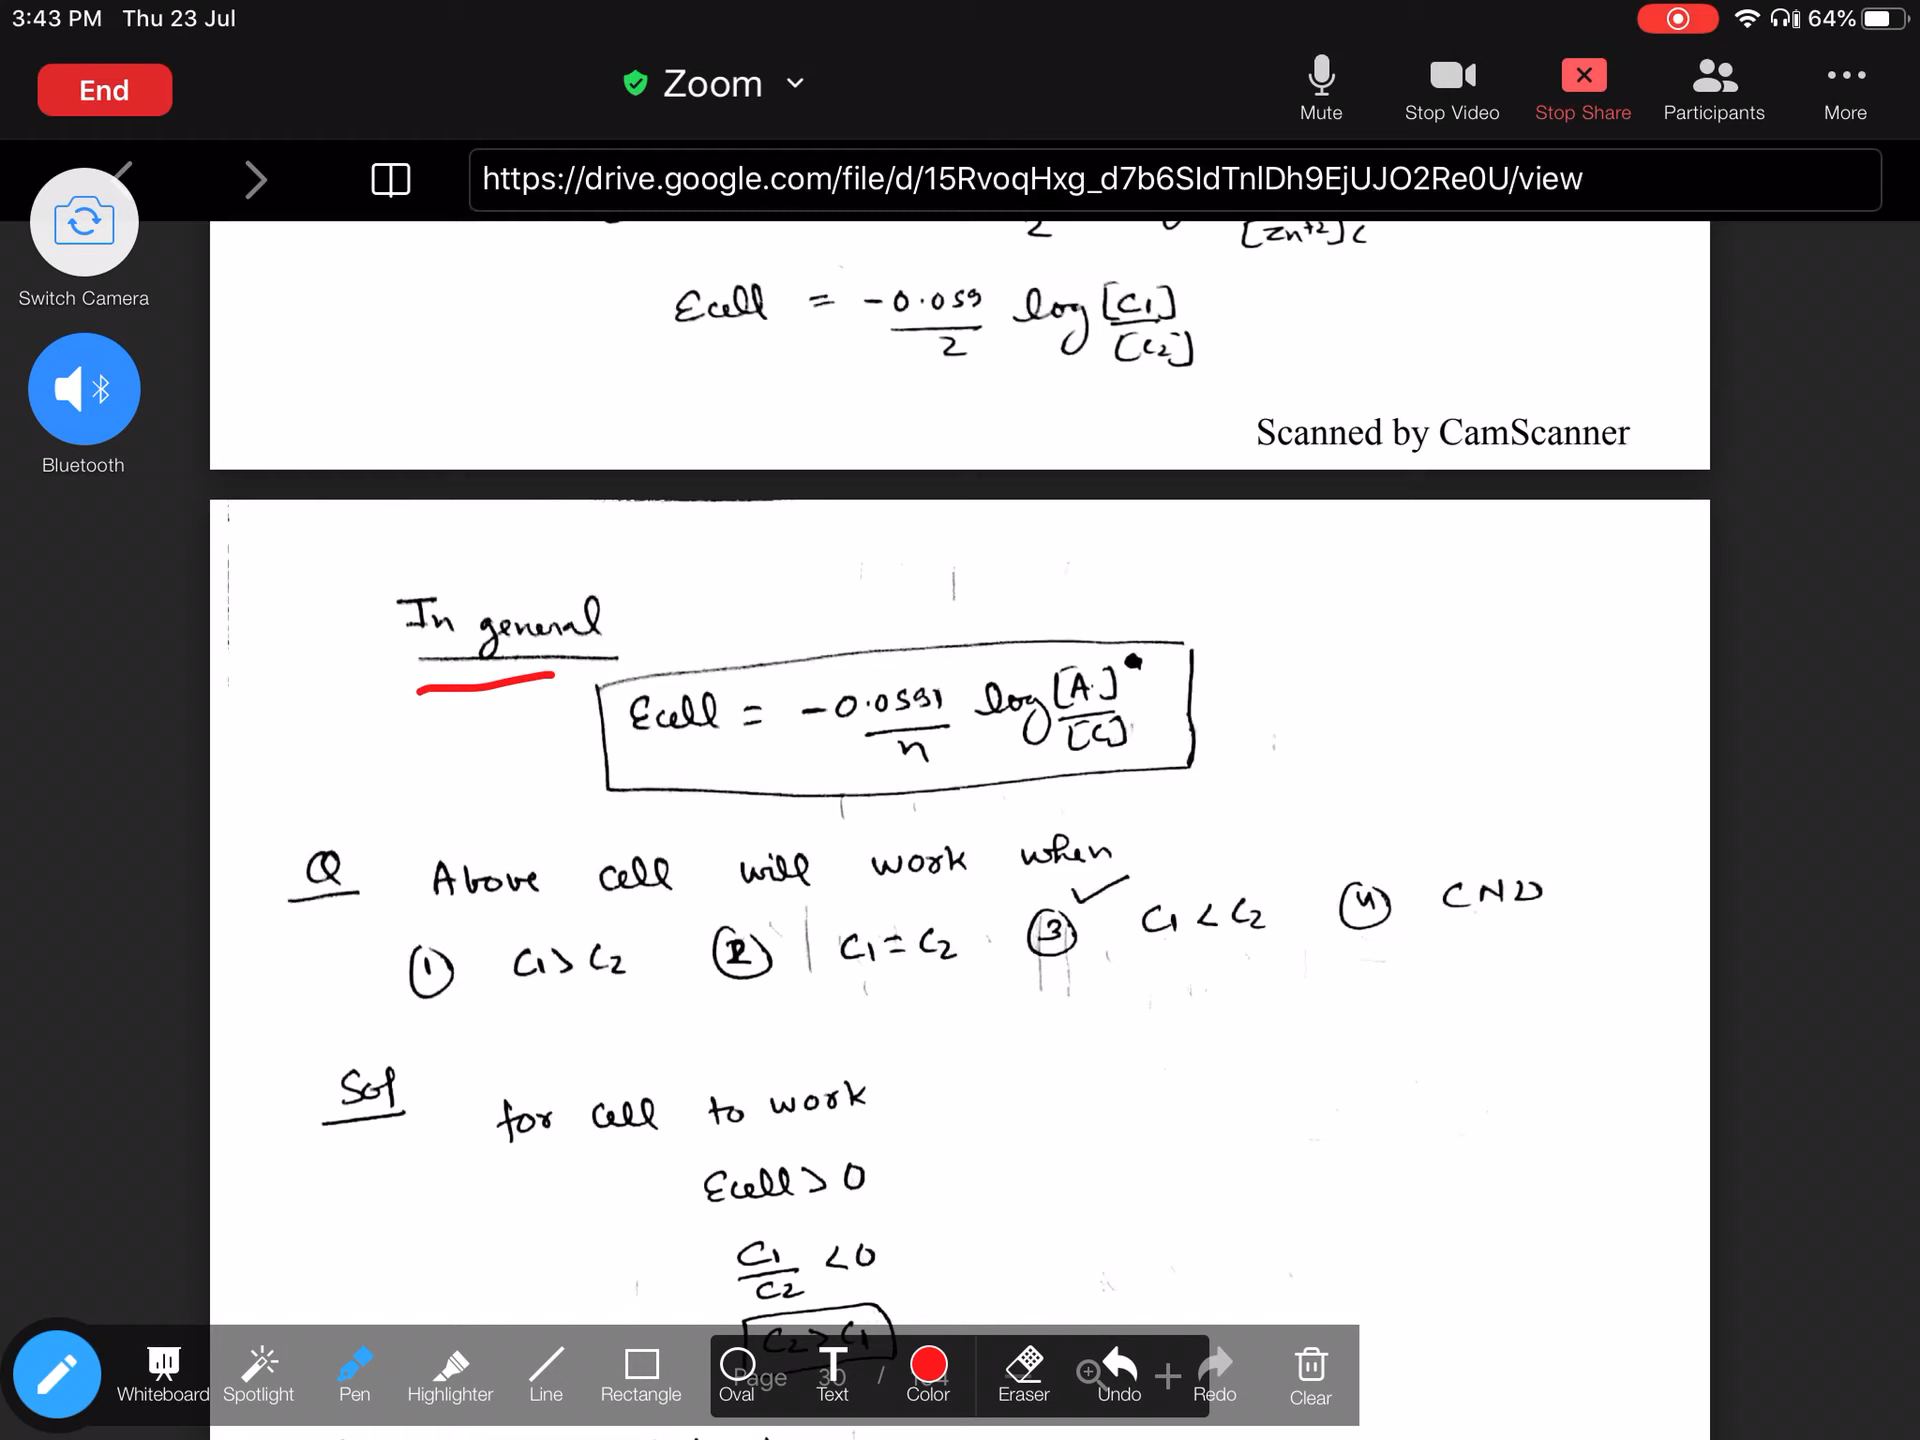 3:43 PM Thu 23 Jul
64%
End
Zoom
Mute
Stop Video
Stop Share
Participants
More
https://drive.google.com/file/d/15RvoqHxg_d7b6SIdTnlDh9EjUJO2Re0U/view
Switch Camera
Bluetooth
2 [Zn+2]c
Ecell = -0.059/2 log [C1]/[C2]
Scanned by CamScanner
In general
Ecell = -0.0591/n log [A]/[C]
Q Above cell will work when
① C1 > C2 ② C1 = C2 ③ C1 < C2 ④ CND
Sol for cell to work
Ecell > 0
C1/C2 < 0
C2 > C1
Whiteboard
Spotlight
Pen
Highlighter
Line
Rectangle
Oval
Text
Color
Eraser
Undo
Redo
Clear
Page 30 /